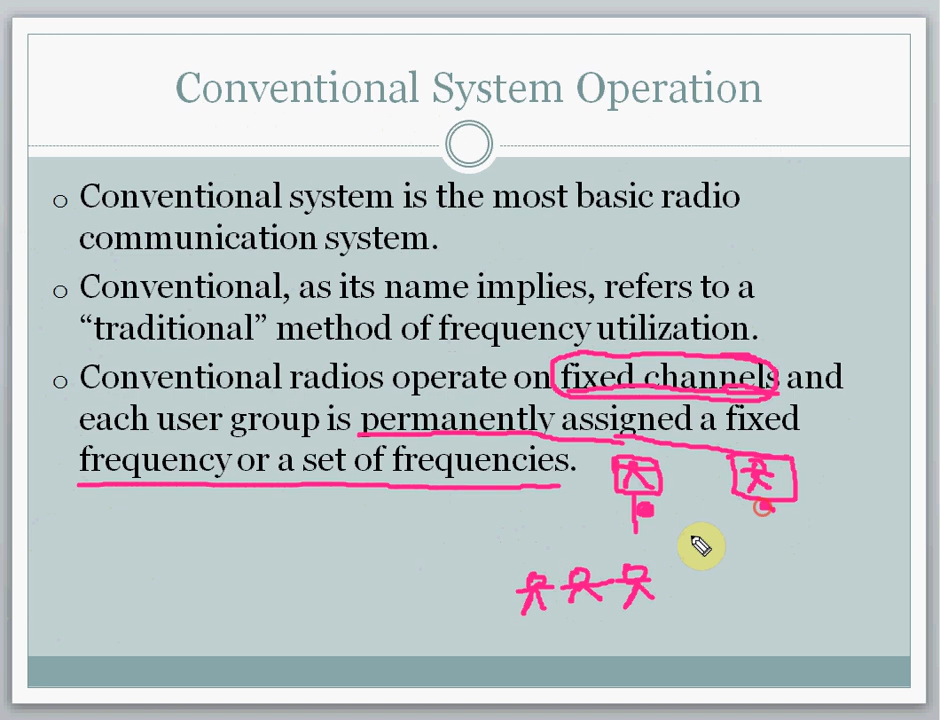 Conventional System Operation
o Conventional system is the most basic radio
communication system.
o Conventional, as its name implies, refers to a
“traditional” method of frequency utilization.
o Conventional radios operate on fixed channels and
each user group is permanently assigned a fixed
frequency or a set of frequencies.